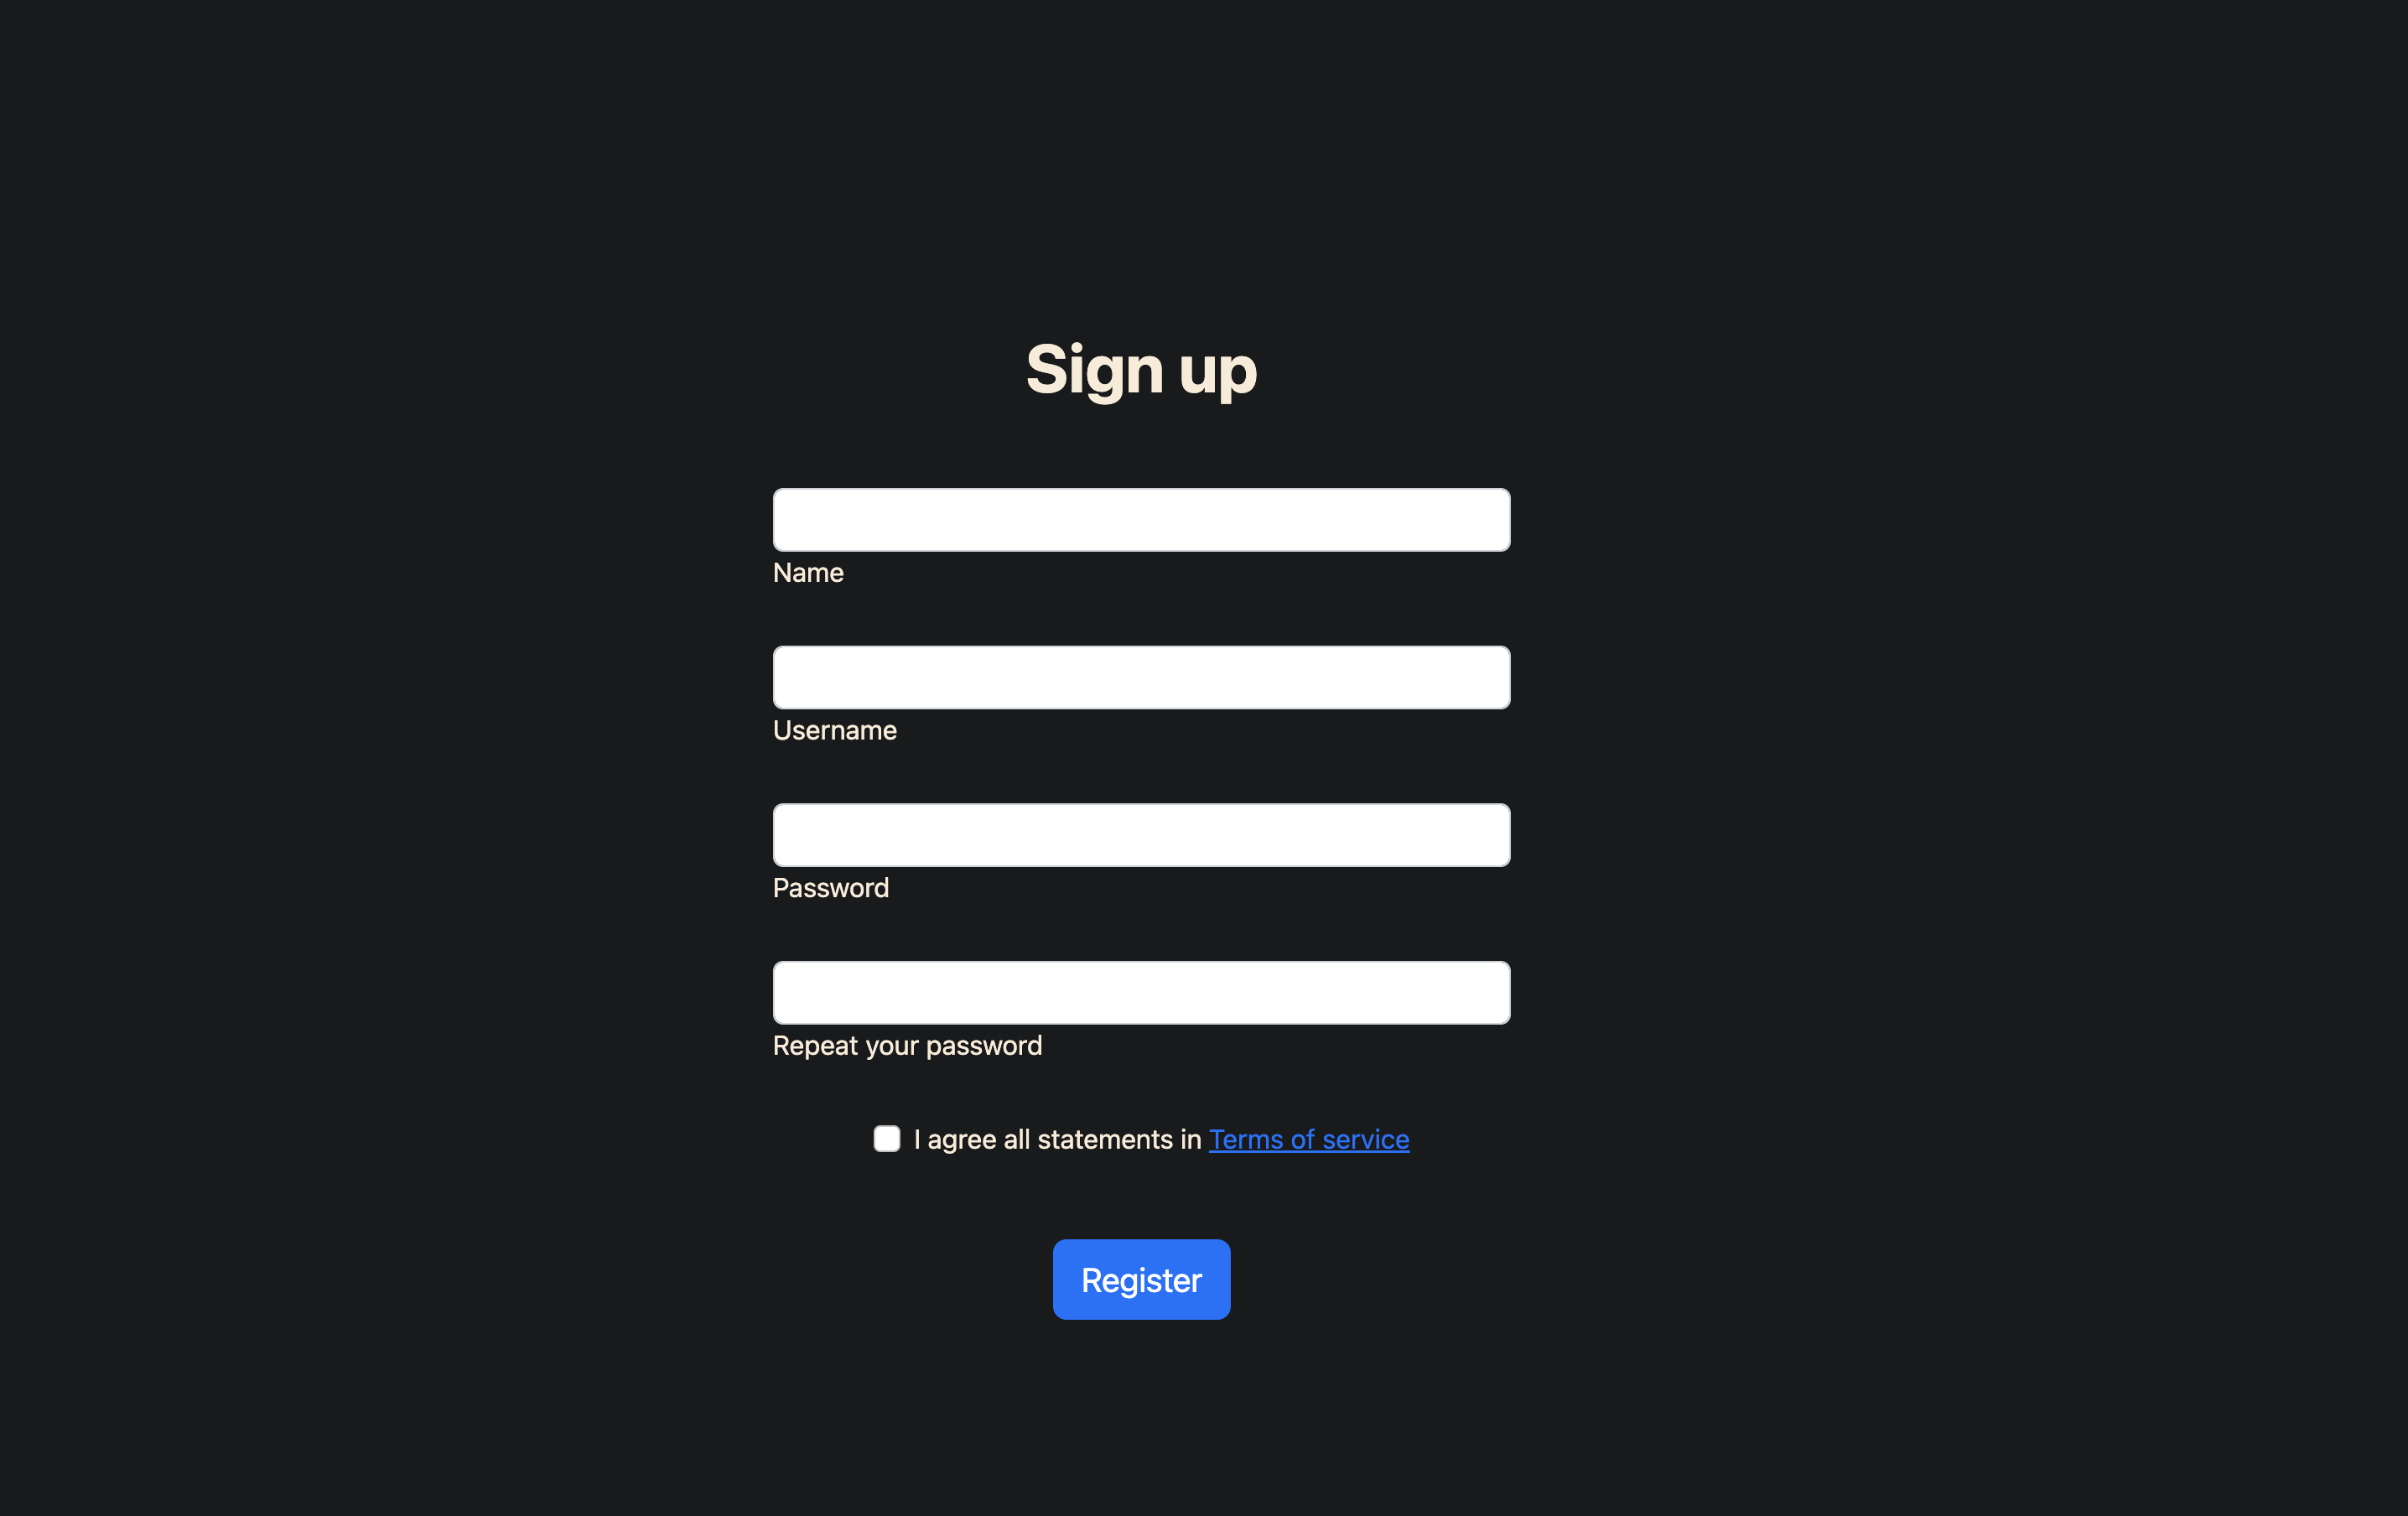 Sign up
Name
Username
Password
Repeat your password
I agree all statements in Terms of service
Register